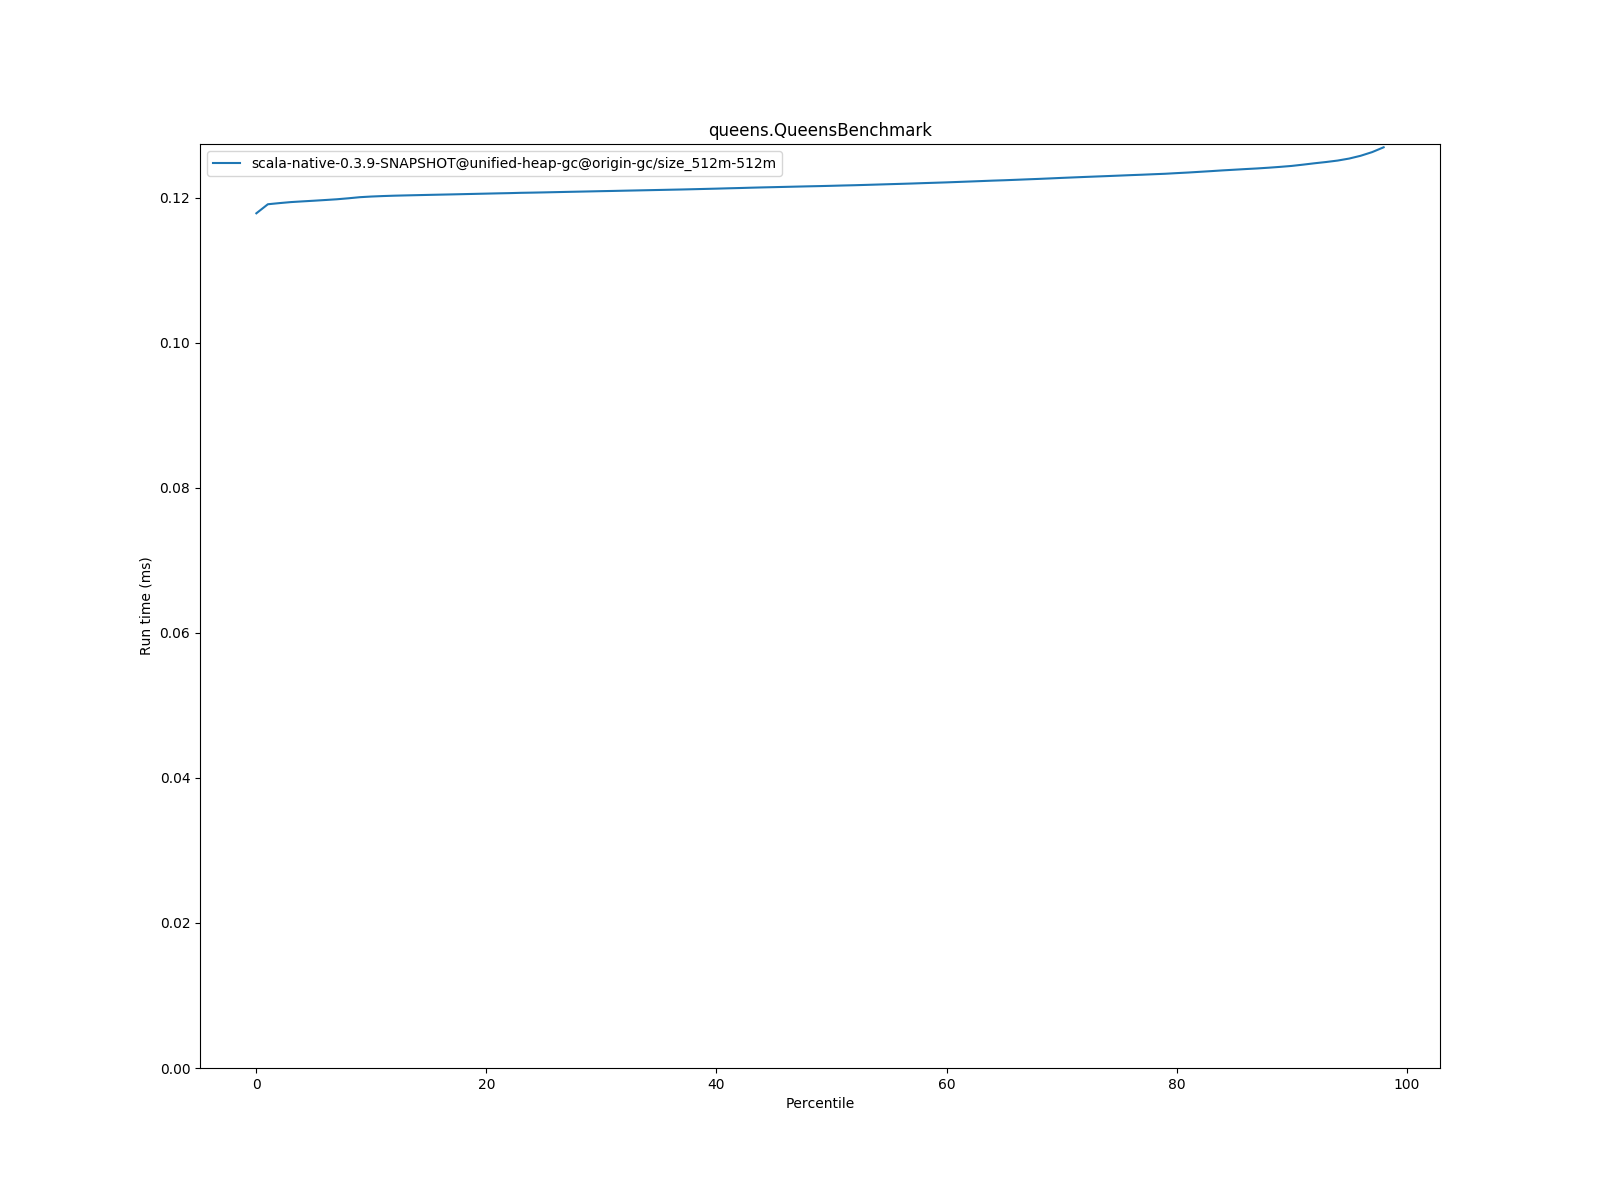 queens.QueensBenchmark
scala-native-0.3.9-SNAPSHOT@unified-heap-gc@origin-gc/size_512m-512m
0.12
0.10
0.08
0.06
0.04
0.02
0.00
Run time (ms)
0 20 40 60 80 100
Percentile